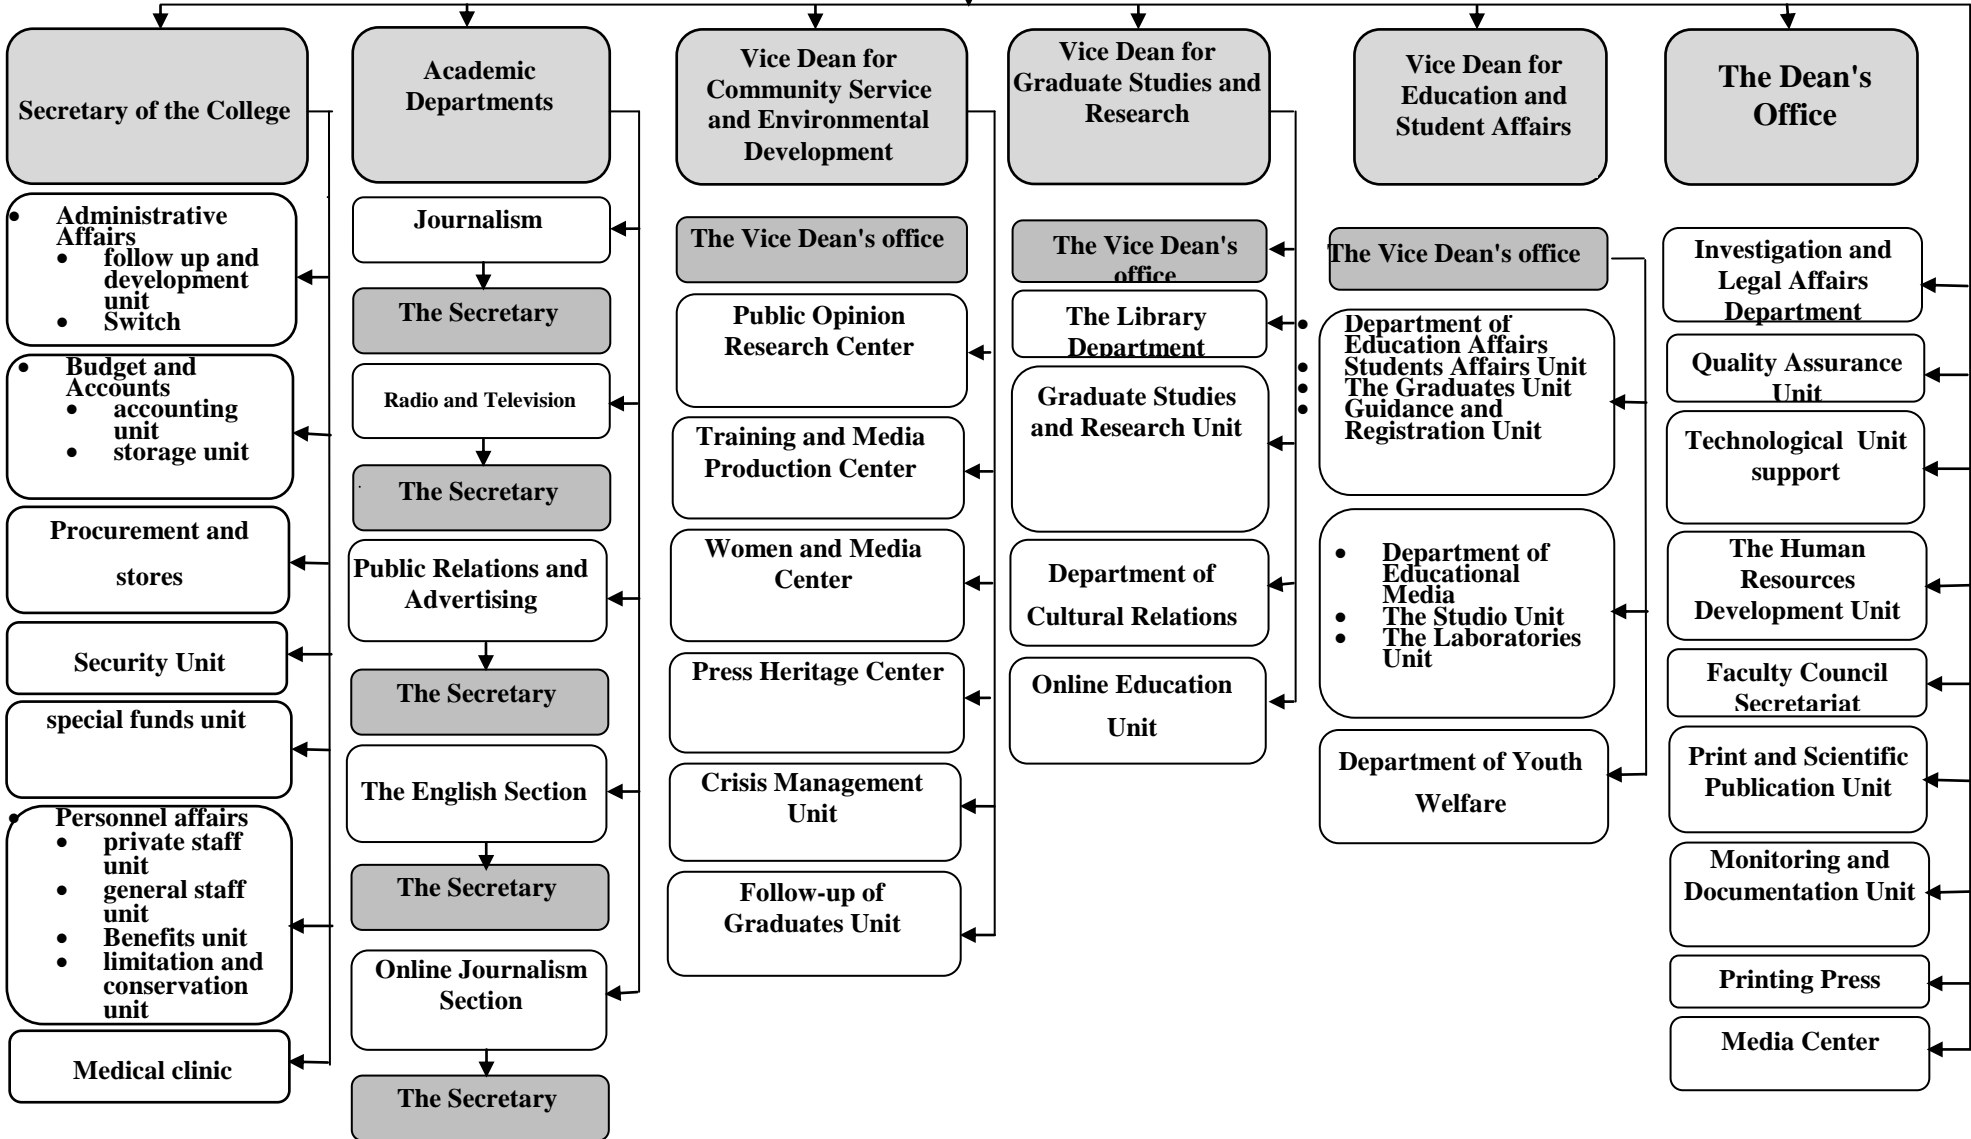 Secretary of the College
Administrative
Affairs
follow up and
development
unit
Switch
Budget and
Accounts
accounting
unit
storage unit
Procurement and
stores
Security Unit
special funds unit
Personnel affairs
private staff
unit
general staff
unit
Benefits unit
limitation and
conservation
unit
Medical clinic
Academic
Departments
Journalism
The Secretary
Radio and Television
The Secretary
Public Relations and
Advertising
The Secretary
The English Section
The Secretary
Online Journalism
Section
The Secretary
Vice Dean for
Community Service
and Environmental
Development
The Vice Dean's office
Public Opinion
Research Center
Training and Media
Production Center
Women and Media
Center
Press Heritage Center
Crisis Management
Unit
Follow-up of
Graduates Unit
Vice Dean for
Graduate Studies and
Research
The Vice Dean's
office
The Library
Department
Graduate Studies
and Research Unit
Department of
Cultural Relations
Online Education
Unit
Vice Dean for
Education and
Student Affairs
The Vice Dean's office
Department of
Education Affairs
Students Affairs Unit
The Graduates Unit
Guidance and
Registration Unit
Department of
Educational
Media
The Studio Unit
The Laboratories
Unit
Department of Youth
Welfare
The Dean's
Office
Investigation and
Legal Affairs
Department
Quality Assurance
Unit
Technological Unit
support
The Human
Resources
Development Unit
Faculty Council
Secretariat
Print and Scientific
Publication Unit
Monitoring and
Documentation Unit
Printing Press
Media Center